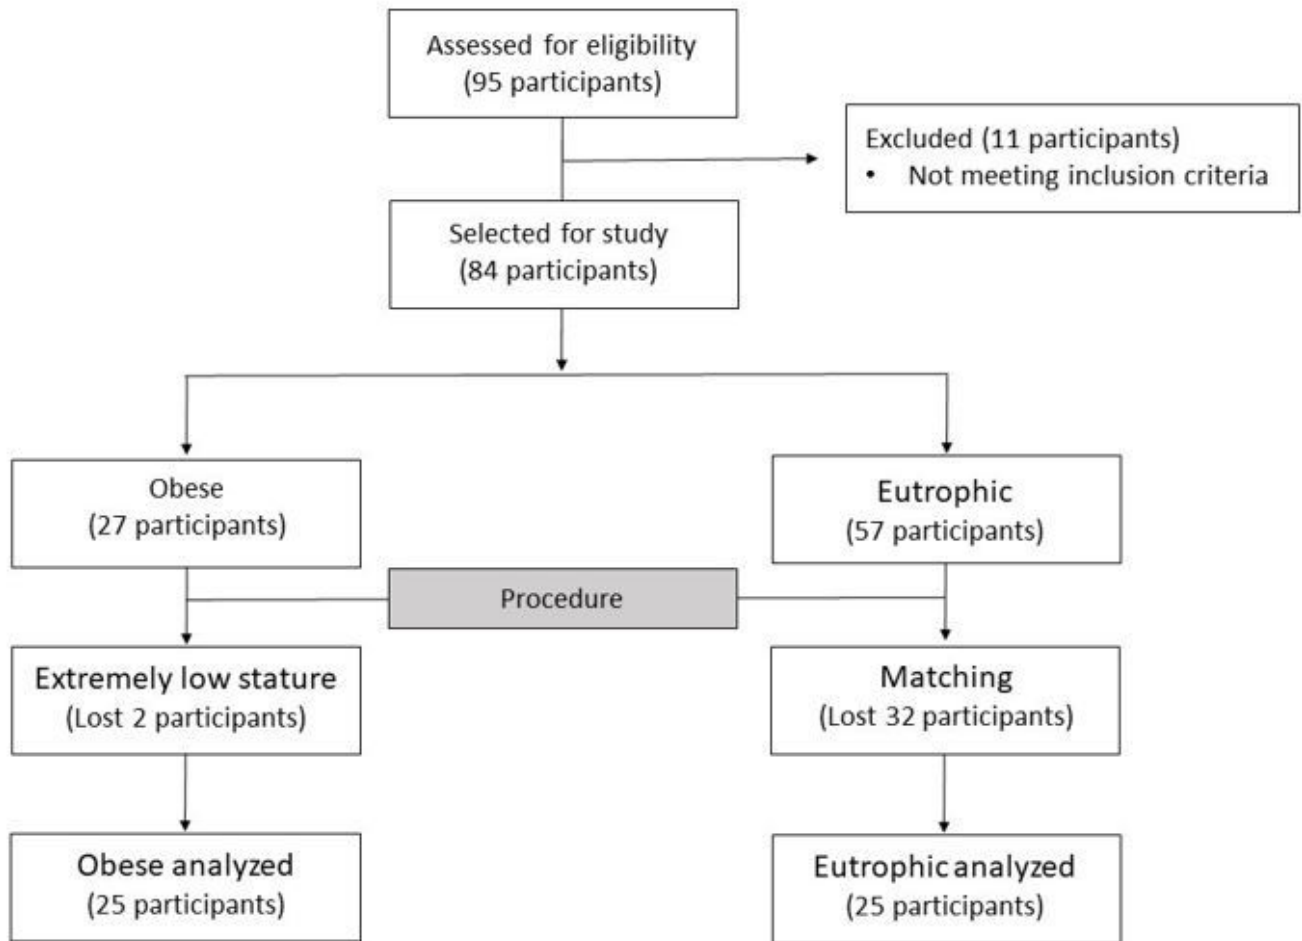 Assessed for eligibility
(95 participants)
Excluded (11 participants)
• Not meeting inclusion criteria
Selected for study
(84 participants)
Obese
(27 participants)
Eutrophic
(57 participants)
Procedure
Extremely low stature
(Lost 2 participants)
Matching
(Lost 32 participants)
Obese analyzed
(25 participants)
Eutrophic analyzed
(25 participants)